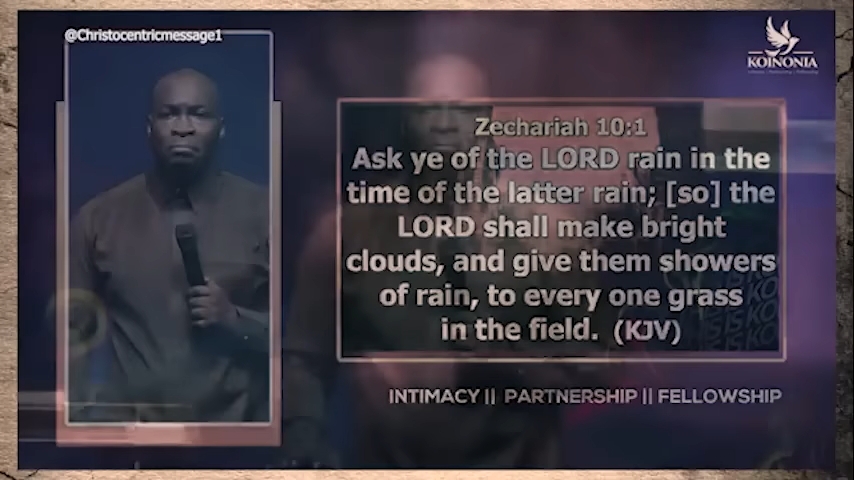 @Christocentricmessage1
KOINONIA
Zechariah 10:1
Ask ye of the LORD rain in the
time of the latter rain; [so] the
LORD shall make bright
clouds, and give them showers
of rain, to every one grass
in the field. (KJV)
INTIMACY || PARTNERSHIP || FELLOWSHIP